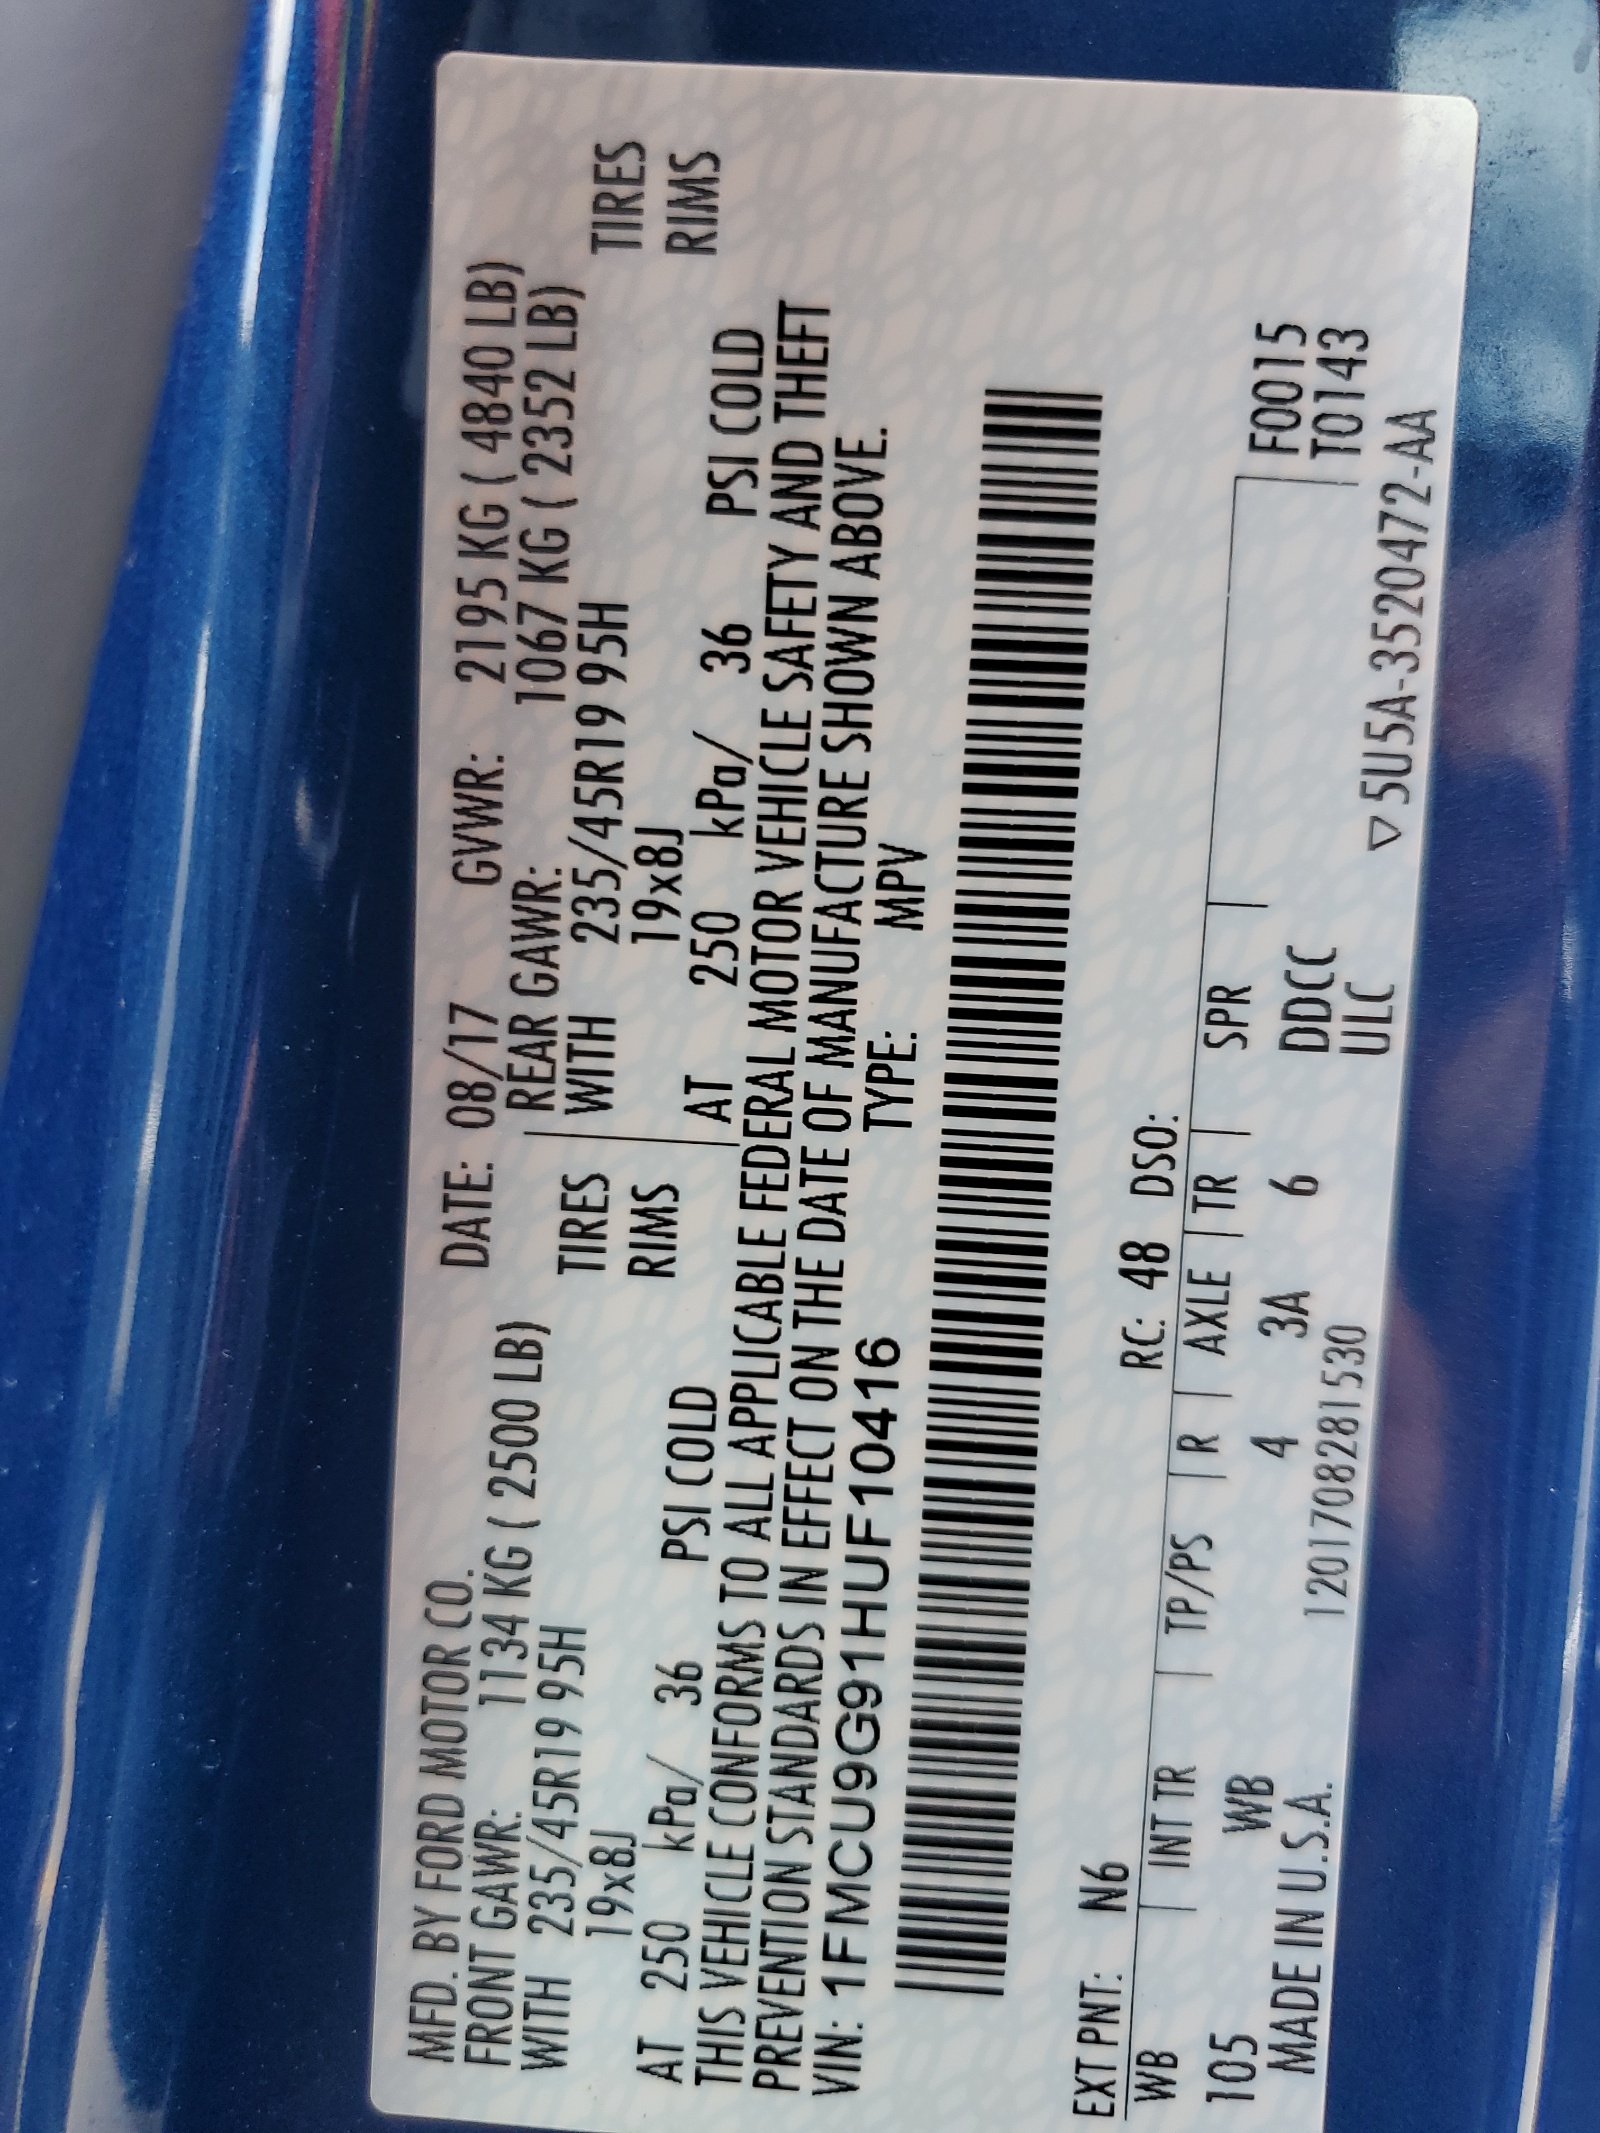 MFD. BY FORD MOTOR CO. DATE: 08/17 GVWR: 2195 KG ( 4840 LB)
FRONT GAWR: 1134 KG ( 2500 LB) REAR GAWR: 1067 KG ( 2352 LB)
WITH 235/45R19 95H TIRES WITH 235/45R19 95H TIRES
19x8J RIMS 19x8J RIMS
AT 250 kPa/ 36 PSI COLD AT 250 kPa/ 36 PSI COLD
THIS VEHICLE CONFORMS TO ALL APPLICABLE FEDERAL MOTOR VEHICLE SAFETY AND THEFT
PREVENTION STANDARDS IN EFFECT ON THE DATE OF MANUFACTURE SHOWN ABOVE.
VIN: 1FMCU9G91HUF10416 TYPE: MPV
EXT PNT: N6 RC: 48 DSO:
WB | INT TR | TP/PS | R | AXLE | TR | SPR F0015
105 WB 4 3A 6 DDCC T0143
MADE IN U.S.A. 1201708281530 ULC ▽5U5A-3520472-AA